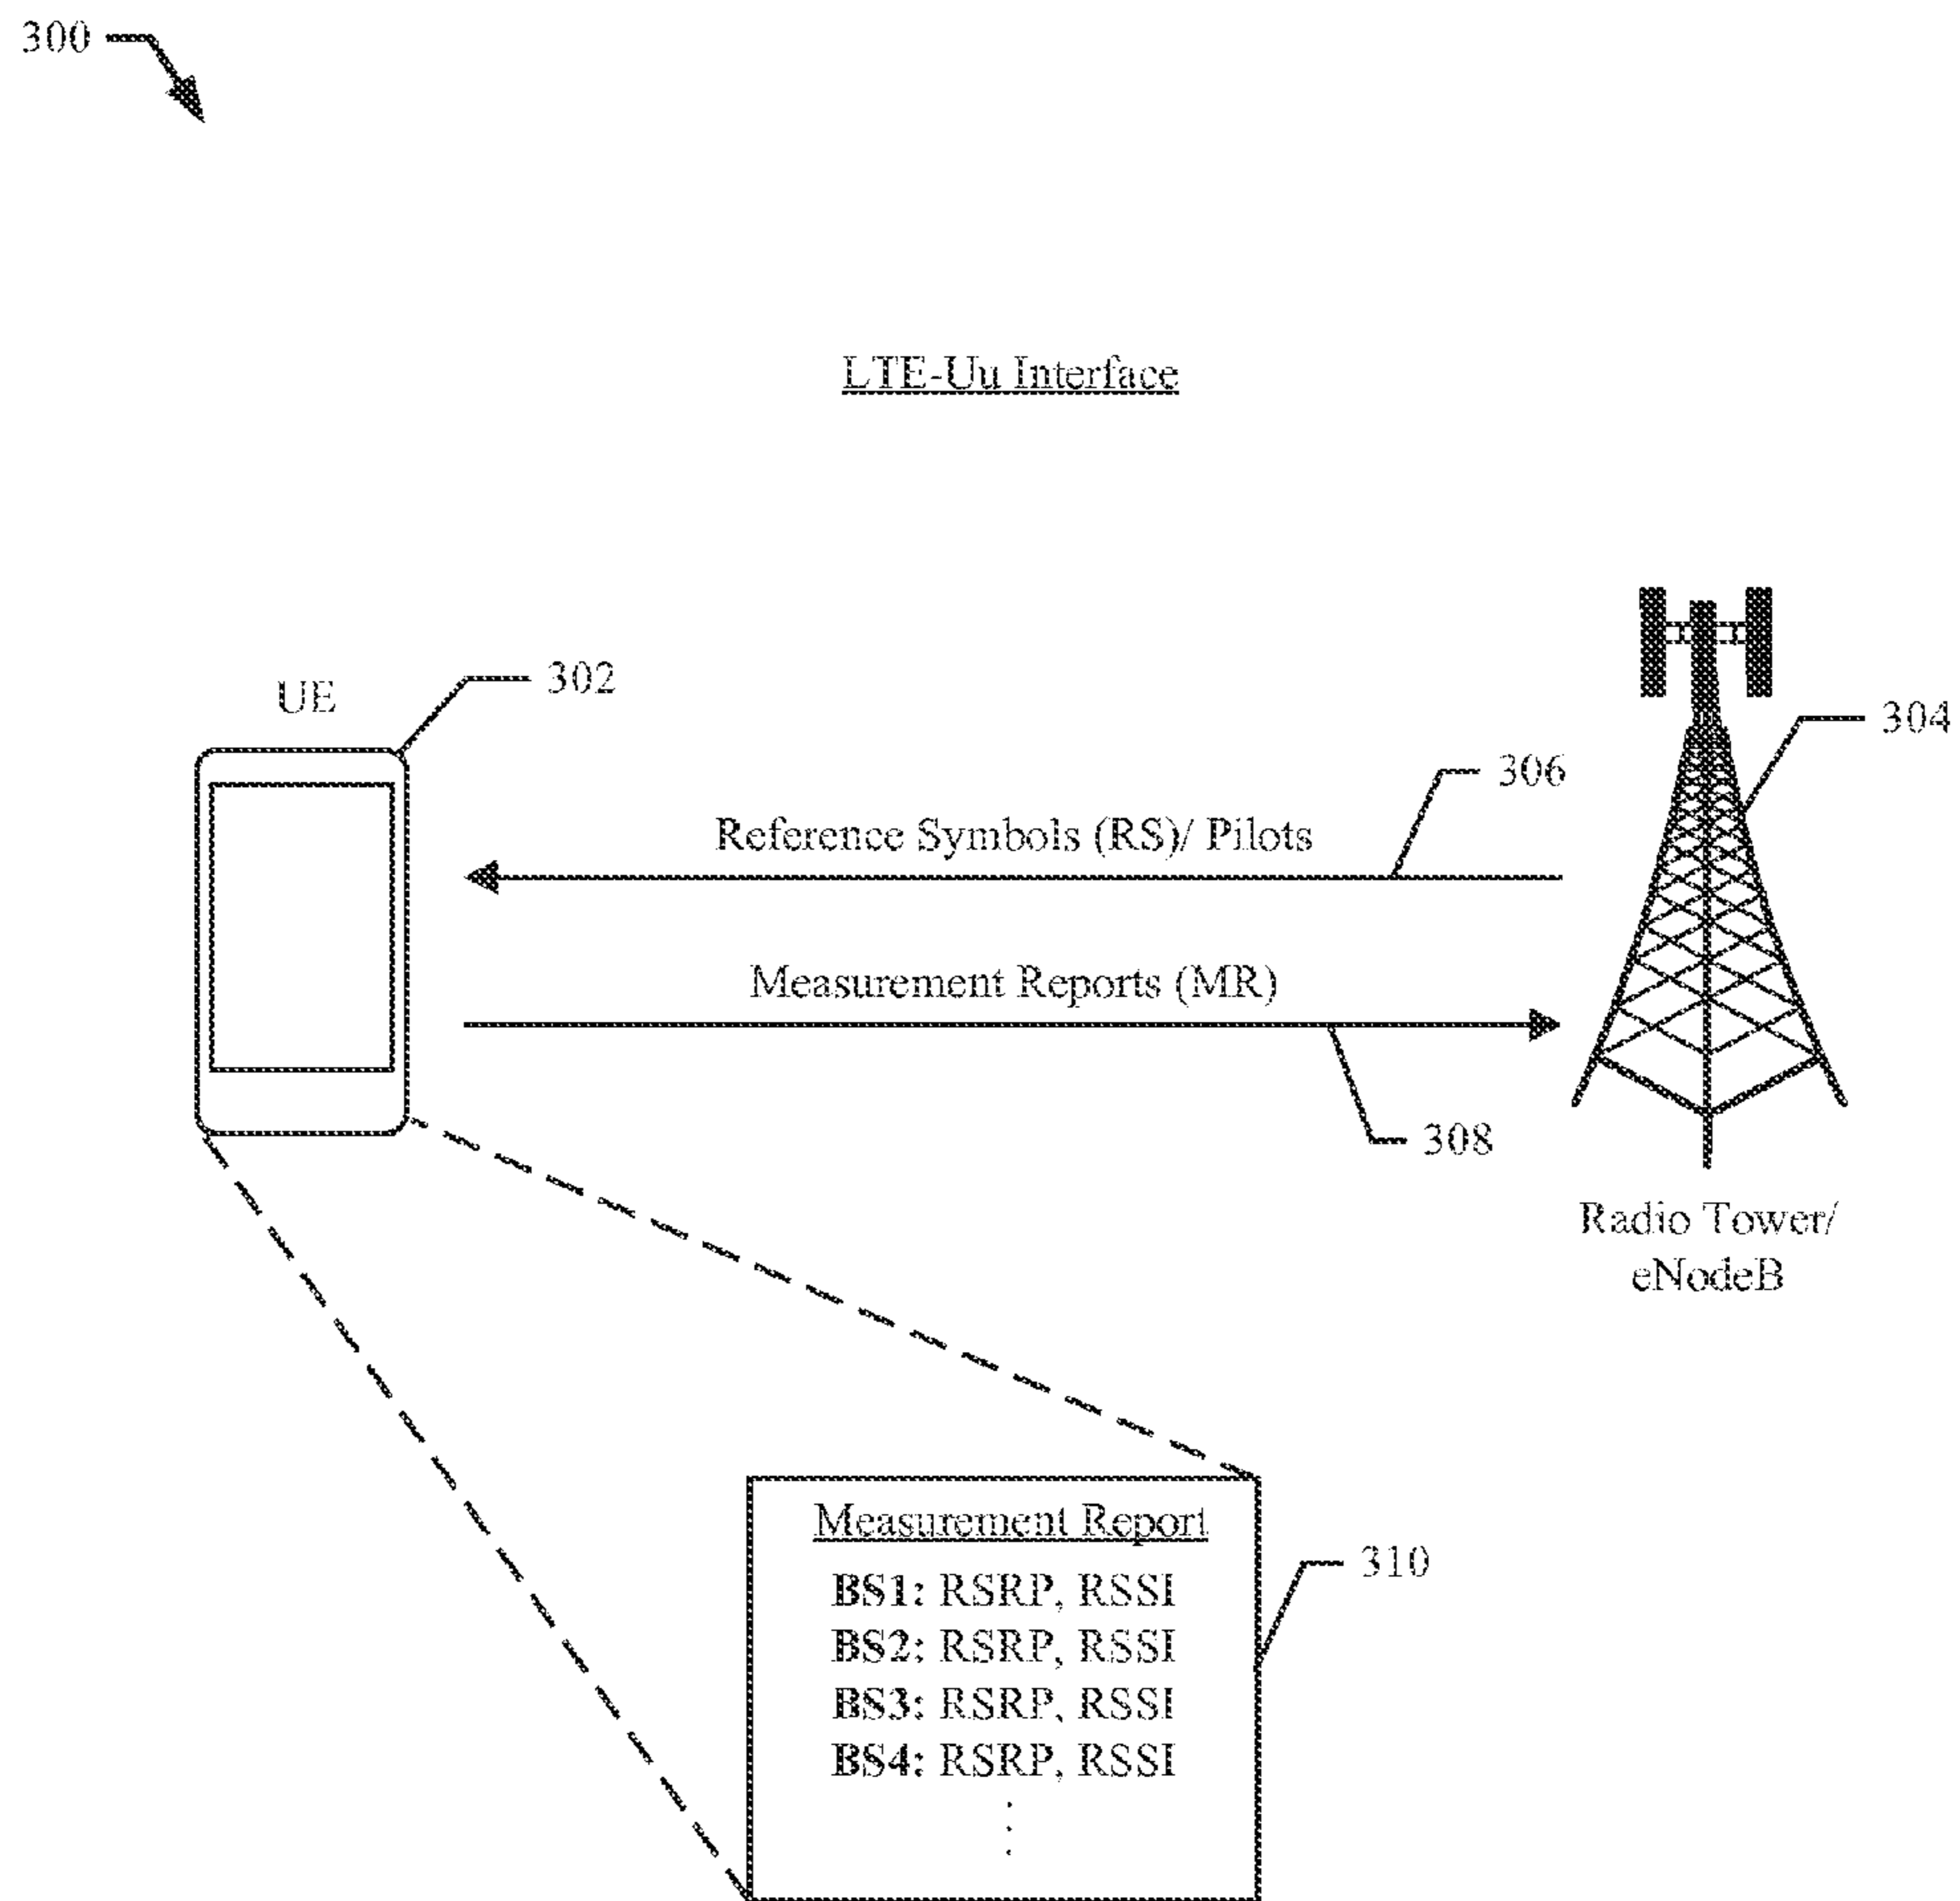 300
LTE-Uu Interface
UE
302
304
306
Reference Symbols (RS)/ Pilots
Measurement Reports (MR)
308
Radio Tower/
eNodeB
Measurement Report
310
BS1: RSRP, RSSI
BS2: RSRP, RSSI
BS3: RSRP, RSSI
BS4: RSRP, RSSI